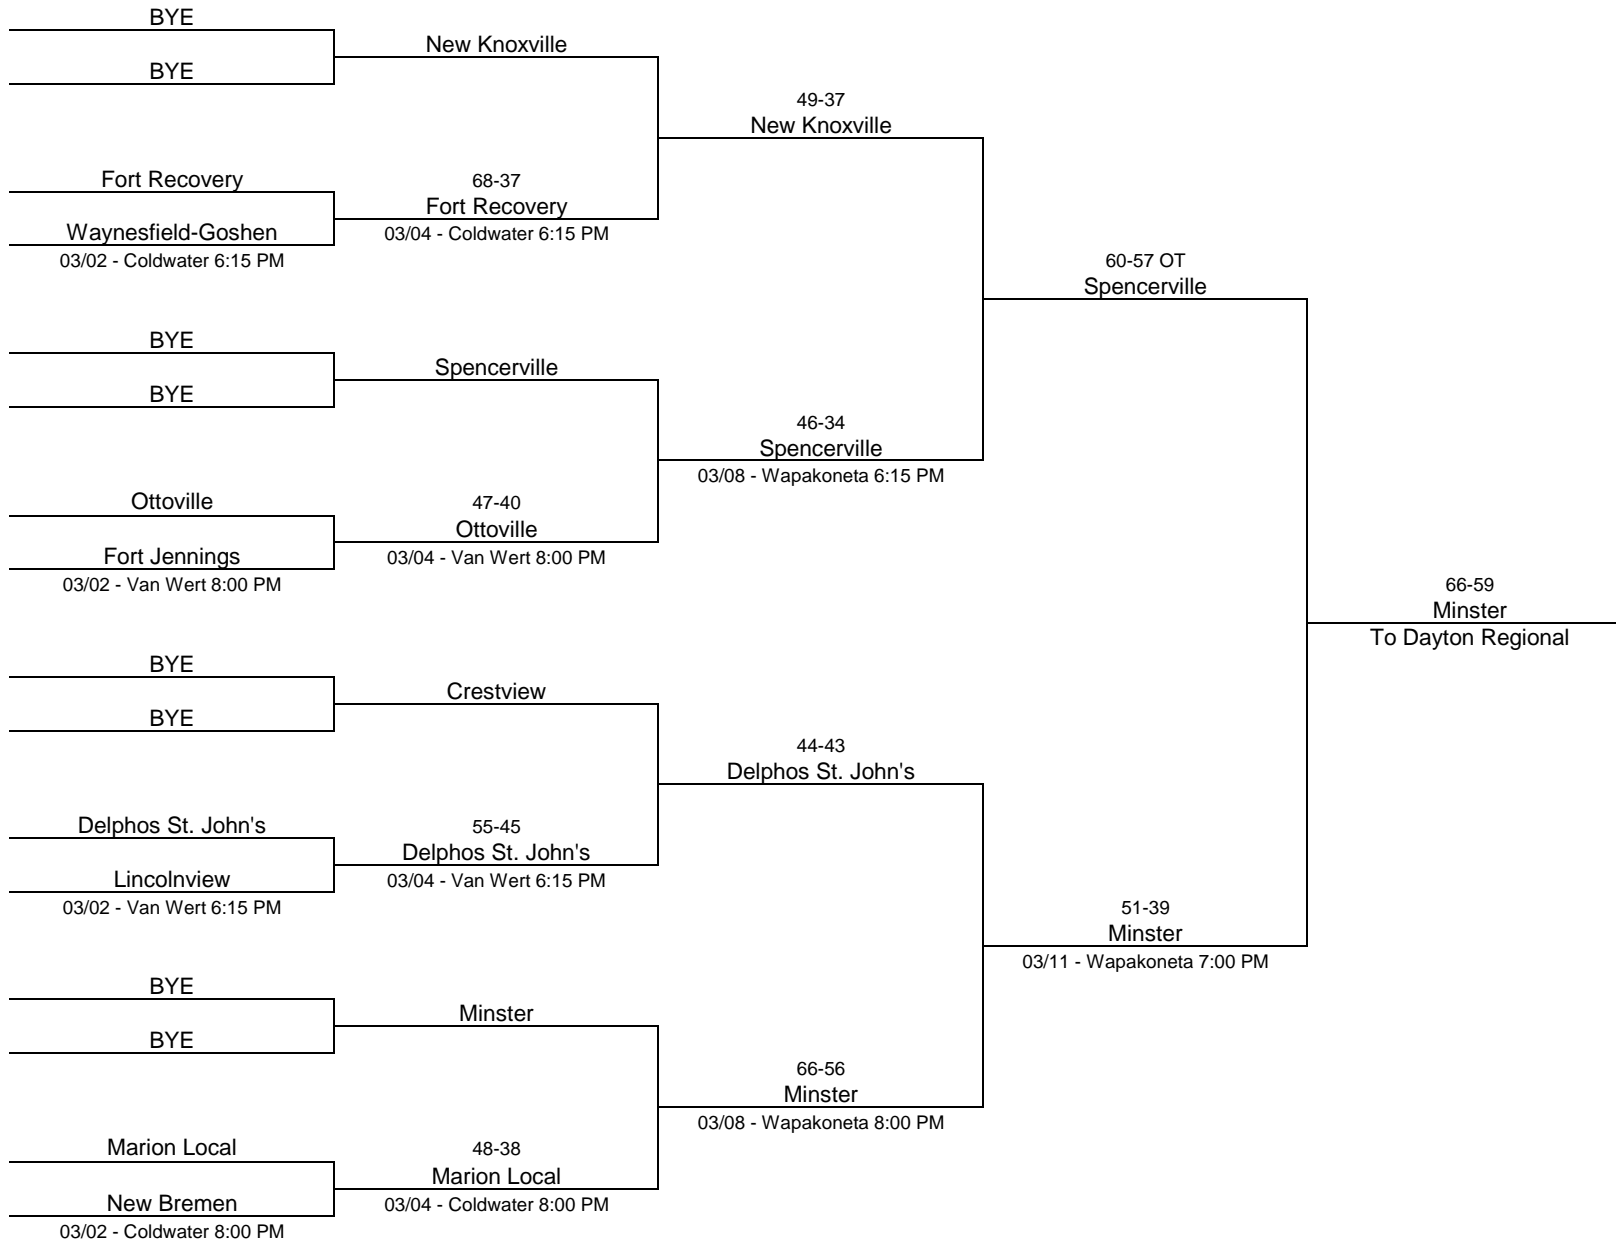 BYE
New Knoxville
BYE
49-37
New Knoxville
Fort Recovery
68-37
Fort Recovery
Waynesfield-Goshen
03/04 - Coldwater 6:15 PM
03/02 - Coldwater 6:15 PM
60-57 OT
Spencerville
BYE
Spencerville
BYE
46-34
Spencerville
03/08 - Wapakoneta 6:15 PM
Ottoville
47-40
Ottoville
Fort Jennings
03/04 - Van Wert 8:00 PM
03/02 - Van Wert 8:00 PM
66-59
Minster
To Dayton Regional
BYE
Crestview
BYE
44-43
Delphos St. John's
Delphos St. John's
55-45
Delphos St. John's
Lincolnview
03/04 - Van Wert 6:15 PM
03/02 - Van Wert 6:15 PM
51-39
Minster
03/11 - Wapakoneta 7:00 PM
BYE
Minster
BYE
66-56
Minster
03/08 - Wapakoneta 8:00 PM
Marion Local
48-38
Marion Local
New Bremen
03/04 - Coldwater 8:00 PM
03/02 - Coldwater 8:00 PM